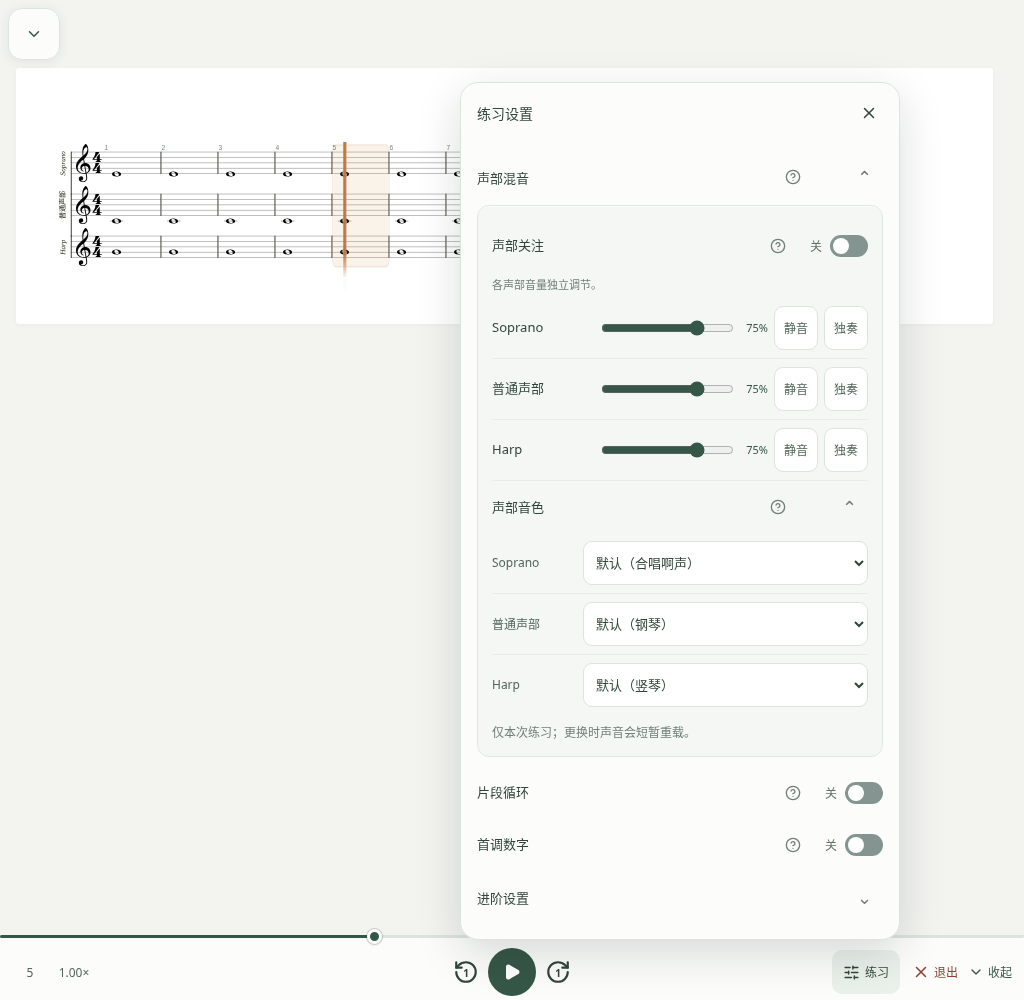 练习设置
声部混音
声部关注 关
各声部音量独立调节。
Soprano 75% 静音 独奏
普通声部 75% 静音 独奏
Harp 75% 静音 独奏
声部音色
Soprano 默认（合唱啊声）
普通声部 默认（钢琴）
Harp 默认（竖琴）
仅本次练习；更换时声音会短暂重载。
片段循环 关
首调数字 关
进阶设置
1 2 3 4 5 6 7
Soprano
普通声部
Harp
5 1.00× 1 1 练习 退出 收起